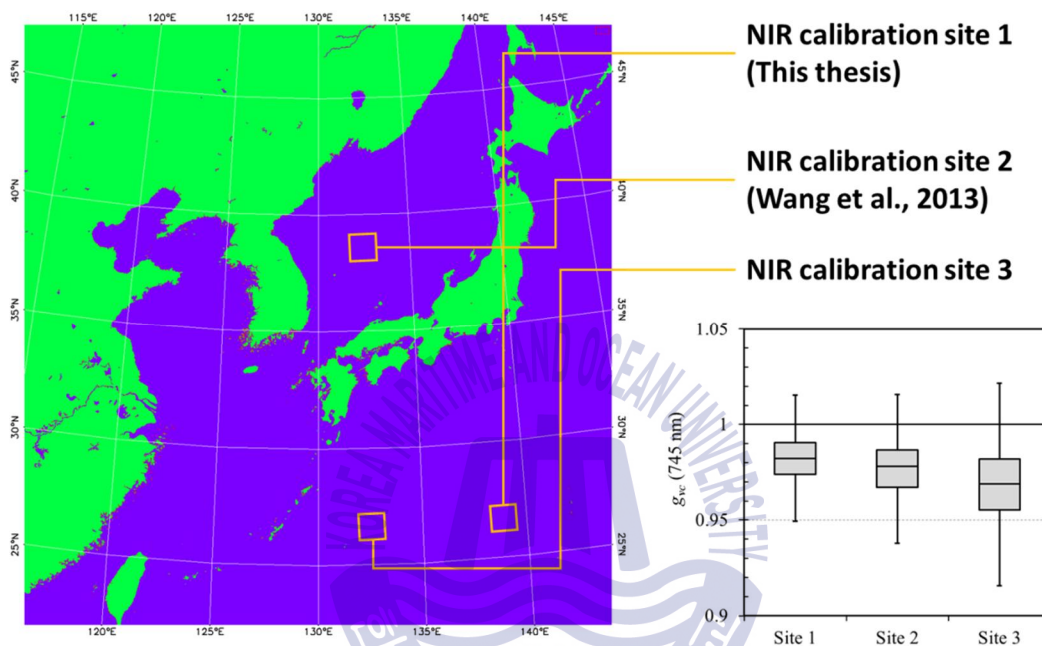 115°E 120°E 125°E 130°E 135°E 140°E 145°E
45°N
40°N
35°N
30°N
25°N
45°N
40°N
35°N
30°N
25°N
120°E 125°E 130°E 135°E 140°E
NIR calibration site 1
(This thesis)
NIR calibration site 2
(Wang et al., 2013)
NIR calibration site 3
KOREA MARITIME AND OCEAN UNIVERSITY
1.05
1
0.95
0.9
g_vc (745 nm)
Site 1 Site 2 Site 3